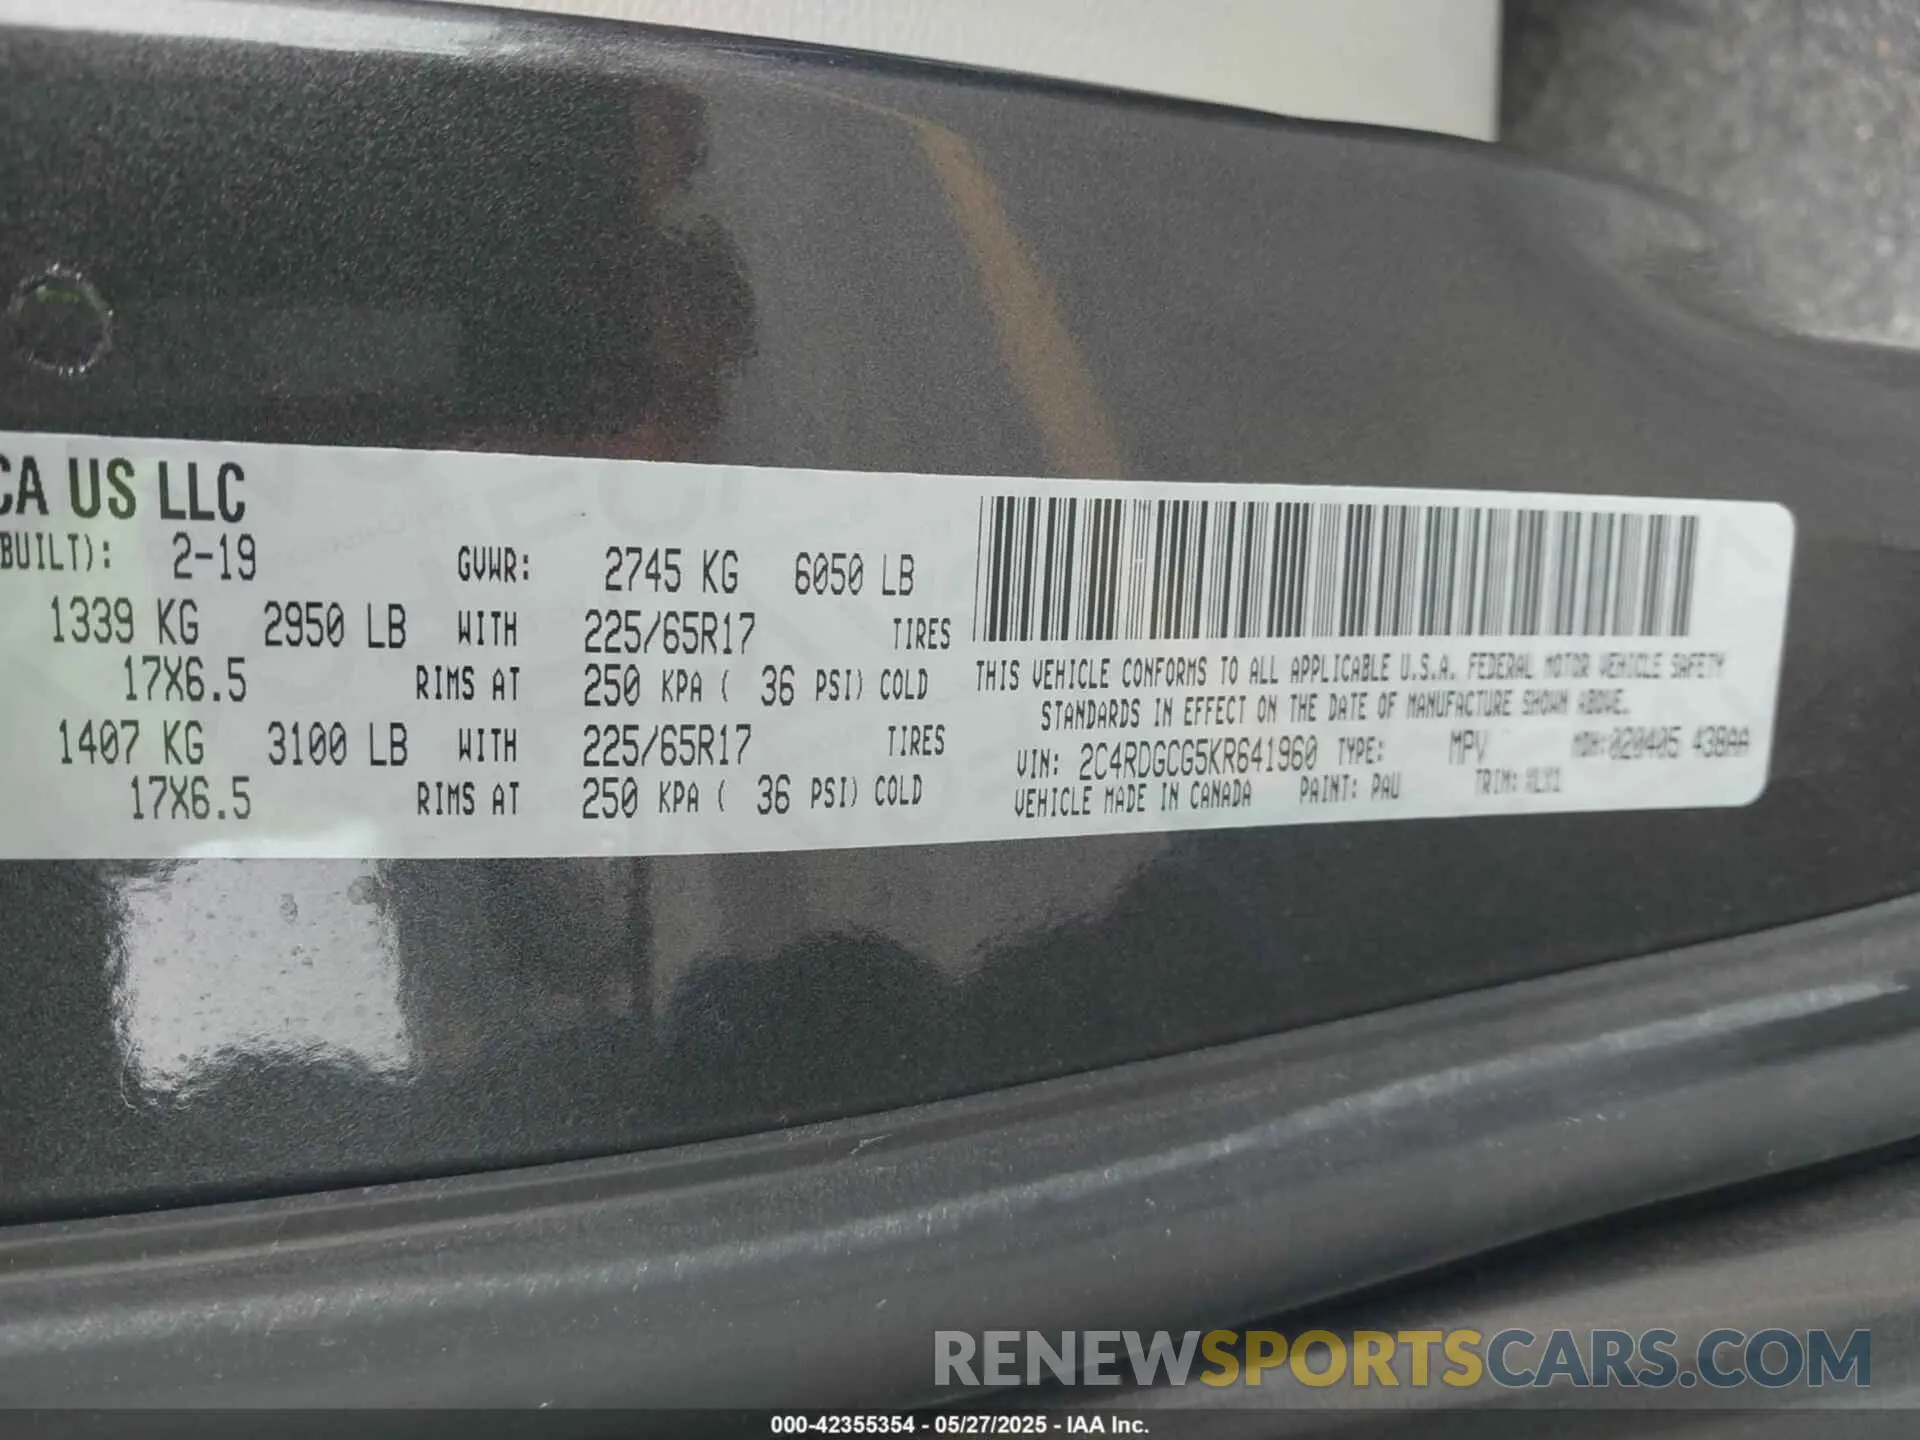 CA US LLC
BUILT): 2-19 GVWR: 2745 KG 6050 LB
1339 KG 2950 LB WITH 225/65R17 TIRES
17X6.5 RIMS AT 250 KPA ( 36 PSI) COLD
1407 KG 3100 LB WITH 225/65R17 TIRES
17X6.5 RIMS AT 250 KPA ( 36 PSI) COLD
THIS VEHICLE CONFORMS TO ALL APPLICABLE U.S.A. FEDERAL MOTOR VEHICLE SAFETY
STANDARDS IN EFFECT ON THE DATE OF MANUFACTURE SHOWN ABOVE.
VIN: 2C4RDGCG5KR641960 TYPE: MPV MDH:020405 438AA
VEHICLE MADE IN CANADA PAINT: PAU TRIM:
RENEWSPORTSCARS.COM
000-42355354 - 05/27/2025 - IAA Inc.